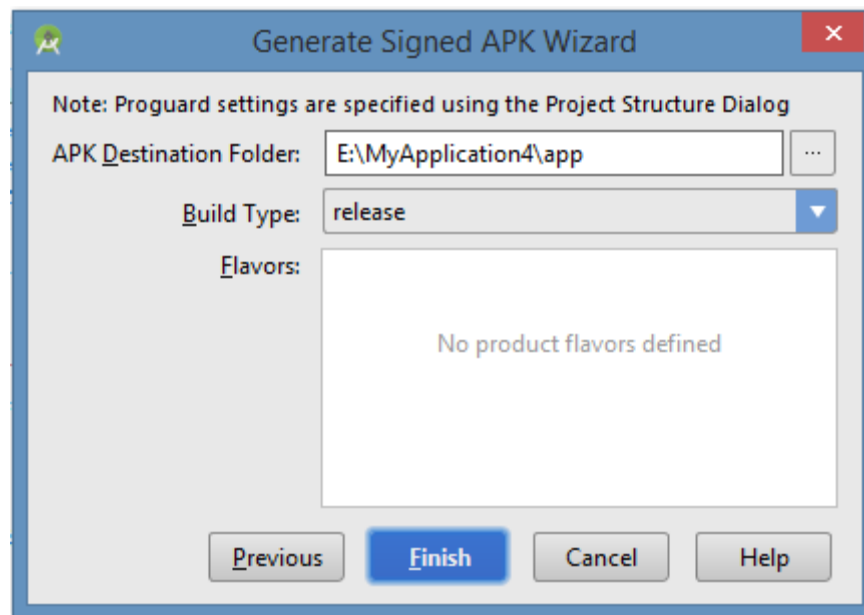 Generate Signed APK Wizard
Note: Proguard settings are specified using the Project Structure Dialog
APK Destination Folder: E:\MyApplication4\app ...
Build Type: release
Flavors:
No product flavors defined
Previous Finish Cancel Help